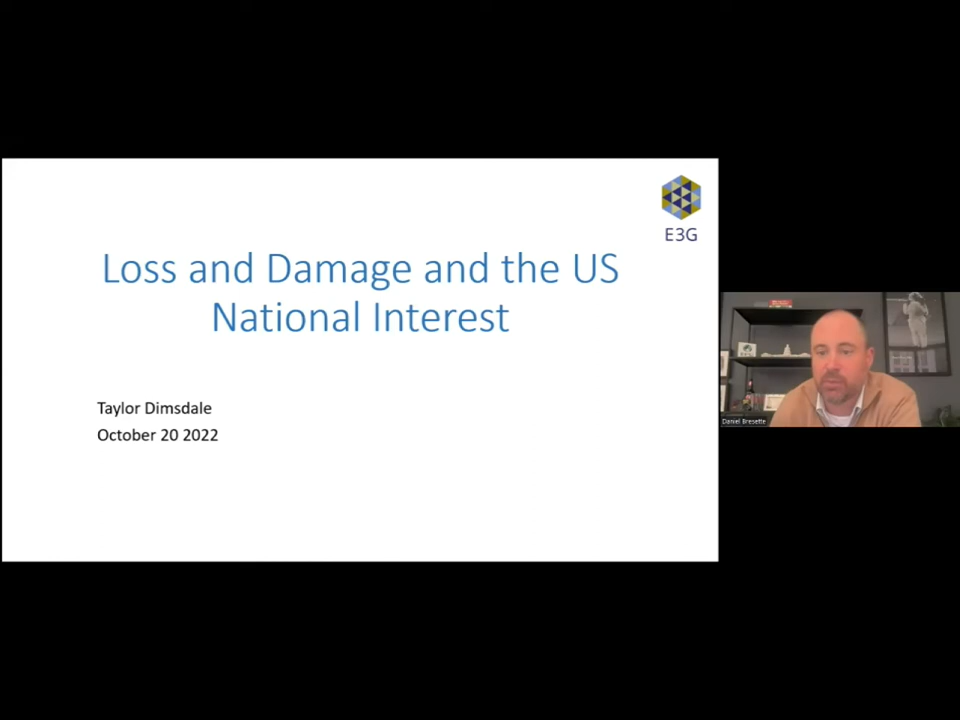 E3G
Loss and Damage and the US
National Interest
Taylor Dimsdale
October 20 2022
Daniel Bresette